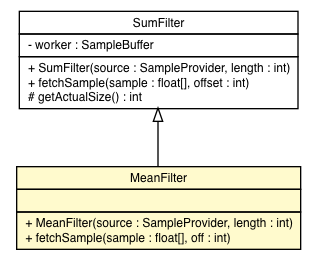 SumFilter
- worker : SampleBuffer
+ SumFilter(source : SampleProvider, length : int)
+ fetchSample(sample : float[], offset : int)
# getActualSize() : int
MeanFilter
+ MeanFilter(source : SampleProvider, length : int)
+ fetchSample(sample : float[], off : int)